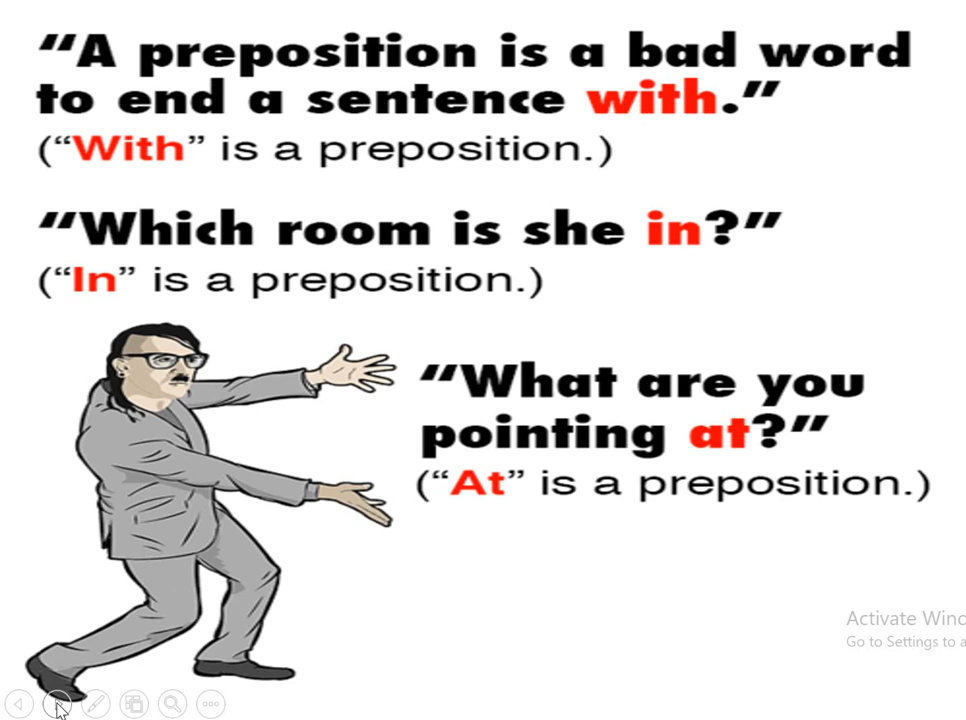 “A preposition is a bad word
to end a sentence with.”
(“With” is a preposition.)
“Which room is she in?”
(“In” is a preposition.)
“What are you
pointing at?”
(“At” is a preposition.)
Activate
Go to Settings to